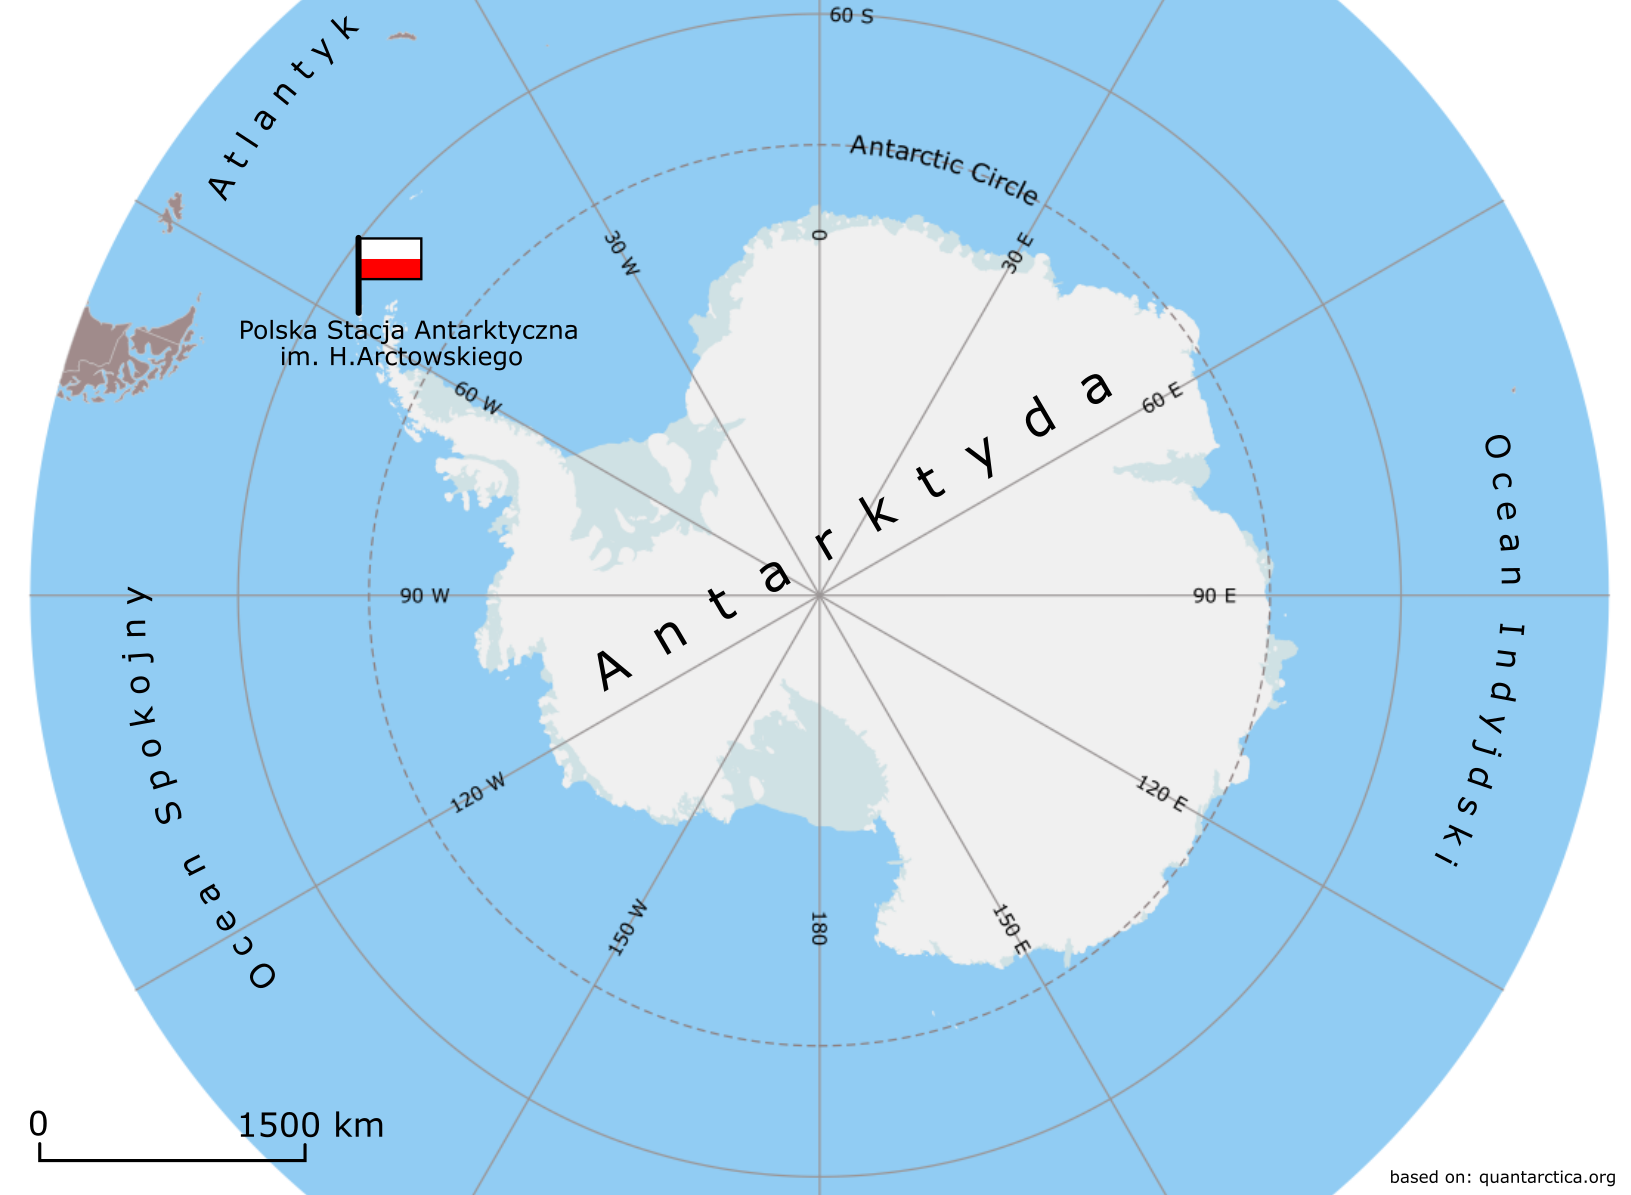 60 S
Atlantyk
Antarctic Circle
0
30 W
30 E
Polska Stacja Antarktyczna
im. H.Arctowskiego
60 W
60 E
Antarktyda
Ocean Indyjdski
90 W
90 E
Ocean Spokojny
120 W
120 E
150 W
180
150 E
0 1500 km
based on: quantarctica.org